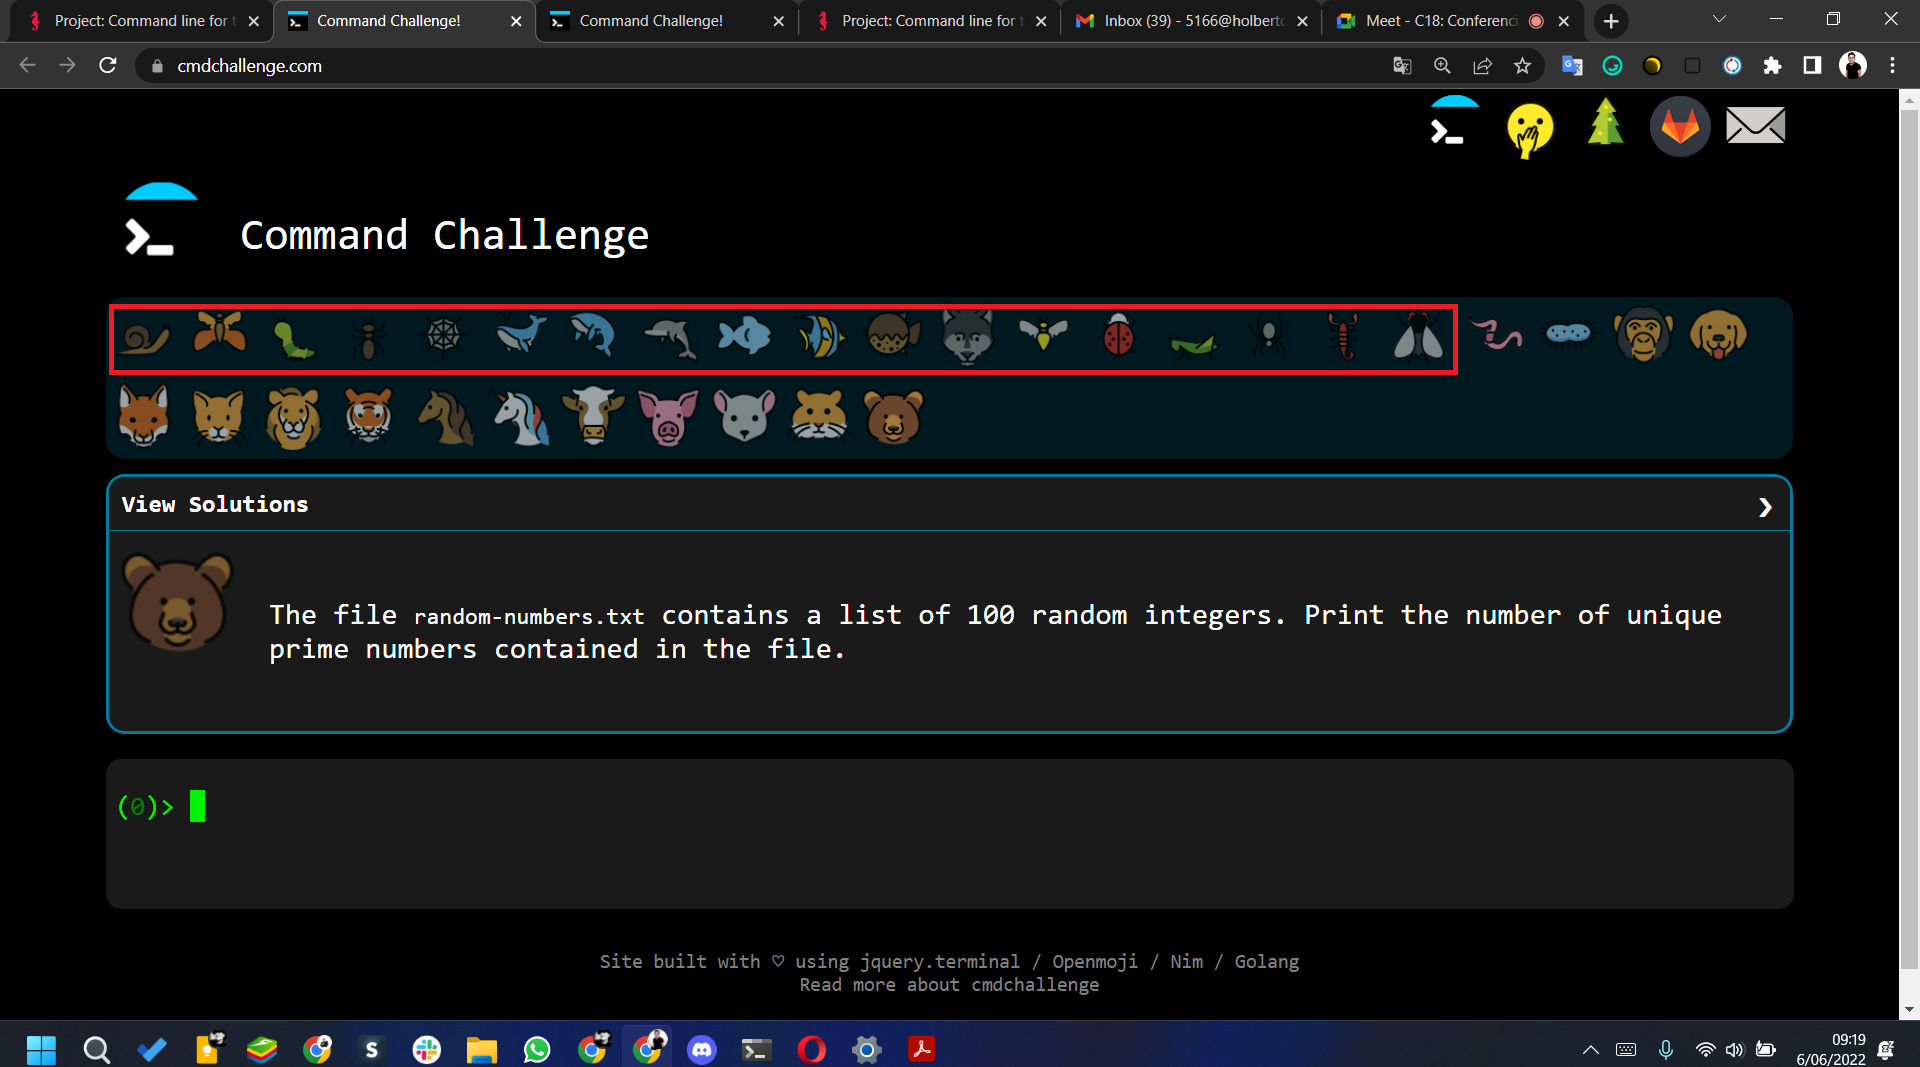 Project: Command line for t
Command Challenge!
Command Challenge!
Project: Command line for t
Inbox (39) - 5166@holberto
Meet - C18: Conferenci
cmdchallenge.com
Command Challenge
View Solutions
The file random-numbers.txt contains a list of 100 random integers. Print the number of unique
prime numbers contained in the file.
(0)>
Site built with ♡ using jquery.terminal / Openmoji / Nim / Golang
Read more about cmdchallenge
S
09:19
6/06/2022